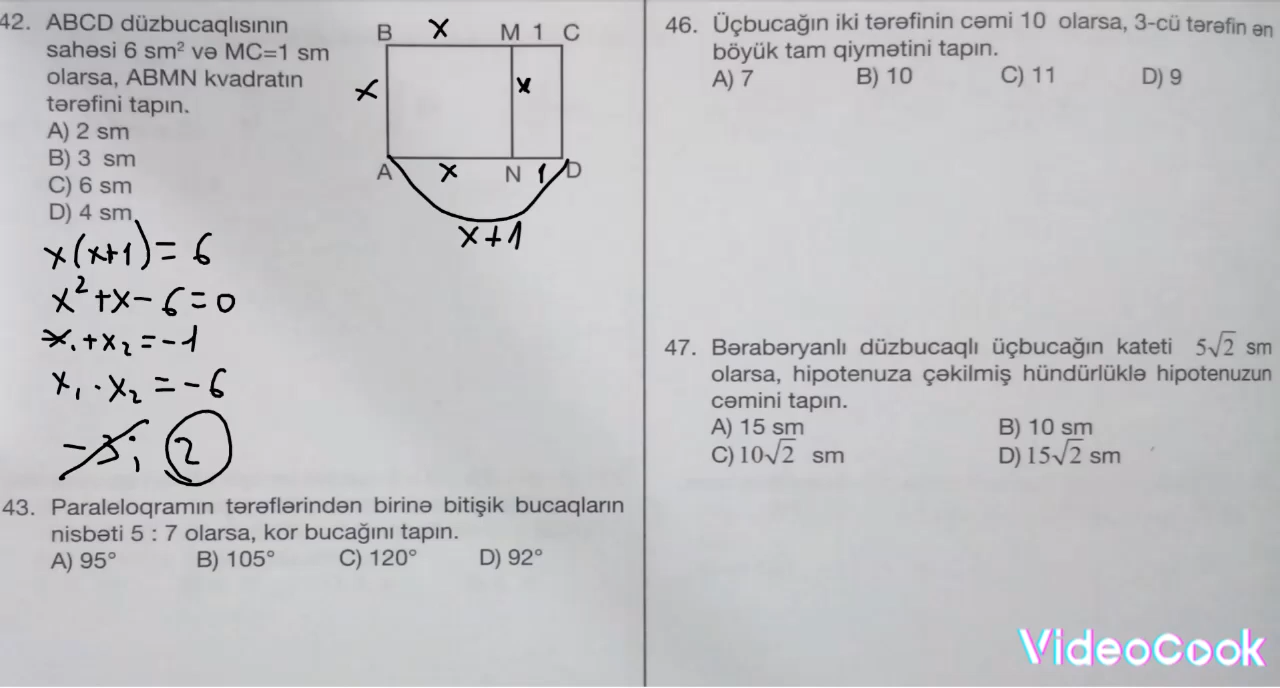 42. ABCD düzbucaqlısının
sahəsi 6 sm² və MC=1 sm
olarsa, ABMN kvadratın
tərəfini tapın.
A) 2 sm
B) 3 sm
C) 6 sm
D) 4 sm
B x M 1 C
x x
A x N 1 D
x+1
x(x+1)=6
x²+x-6=0
x₁+x₂=-1
x₁·x₂=-6
-3; 2
43. Paraleloqramın tərəflərindən birinə bitişik bucaqların
nisbəti 5 : 7 olarsa, kor bucağını tapın.
A) 95° B) 105° C) 120° D) 92°
46. Üçbucağın iki tərəfinin cəmi 10 olarsa, 3-cü tərəfin ən
böyük tam qiymətini tapın.
A) 7 B) 10 C) 11 D) 9
47. Bərabəryanlı düzbucaqlı üçbucağın kateti 5√2 sm
olarsa, hipotenuza çəkilmiş hündürlüklə hipotenuzun
cəmini tapın.
A) 15 sm B) 10 sm
C) 10√2 sm D) 15√2 sm
VideoCook